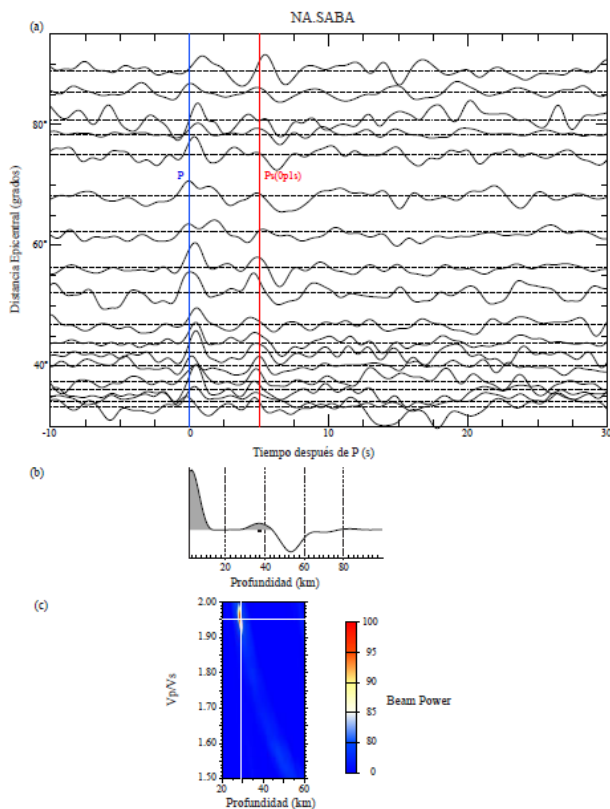 NA.SABA
(a)
Distancia Epicentral (grados)
80°
60°
40°
P
Ps(0p1s)
-10 0 10 20 30
Tiempo después de P (s)
(b)
20 40 60 80
Profundidad (km)
(c)
Vp/Vs
2.00
1.90
1.80
1.70
1.60
1.50
20 40 60
Profundidad (km)
100
95
90
85
80
0
Beam Power